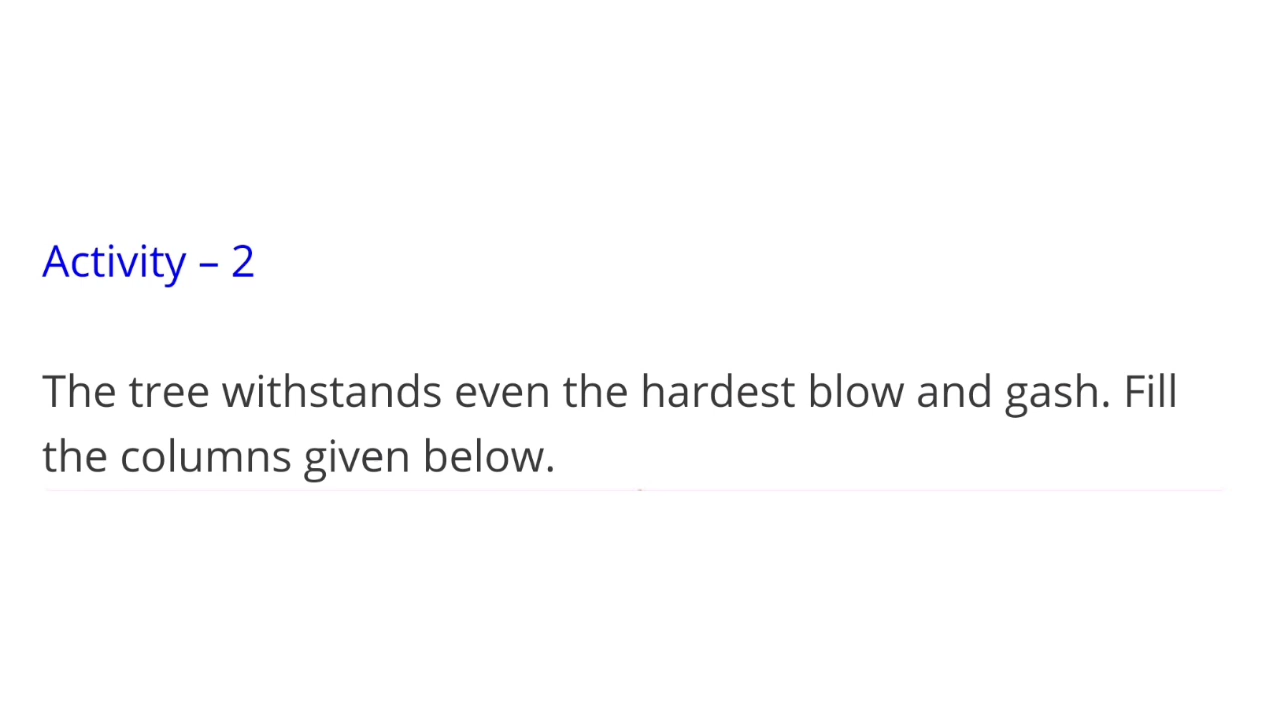 Activity – 2
The tree withstands even the hardest blow and gash. Fill
the columns given below.